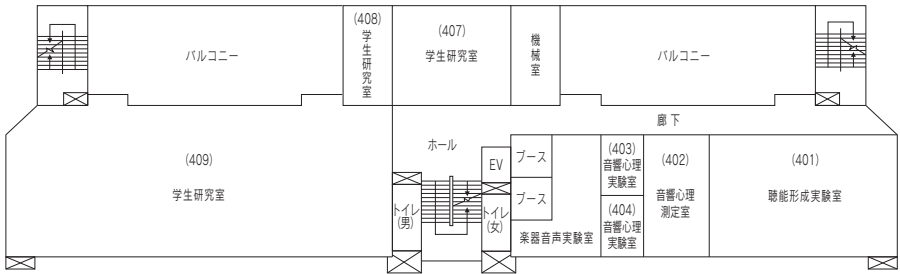 バルコニー
(408)
学生研究室
(407)
学生研究室
機械室
バルコニー
廊下
ホール
(409)
学生研究室
EV
ブース
ブース
トイレ
(男)
トイレ
(女)
楽器音声実験室
(403)
音響心理
実験室
(404)
音響心理
実験室
(402)
音響心理
測定室
(401)
聴能形成実験室